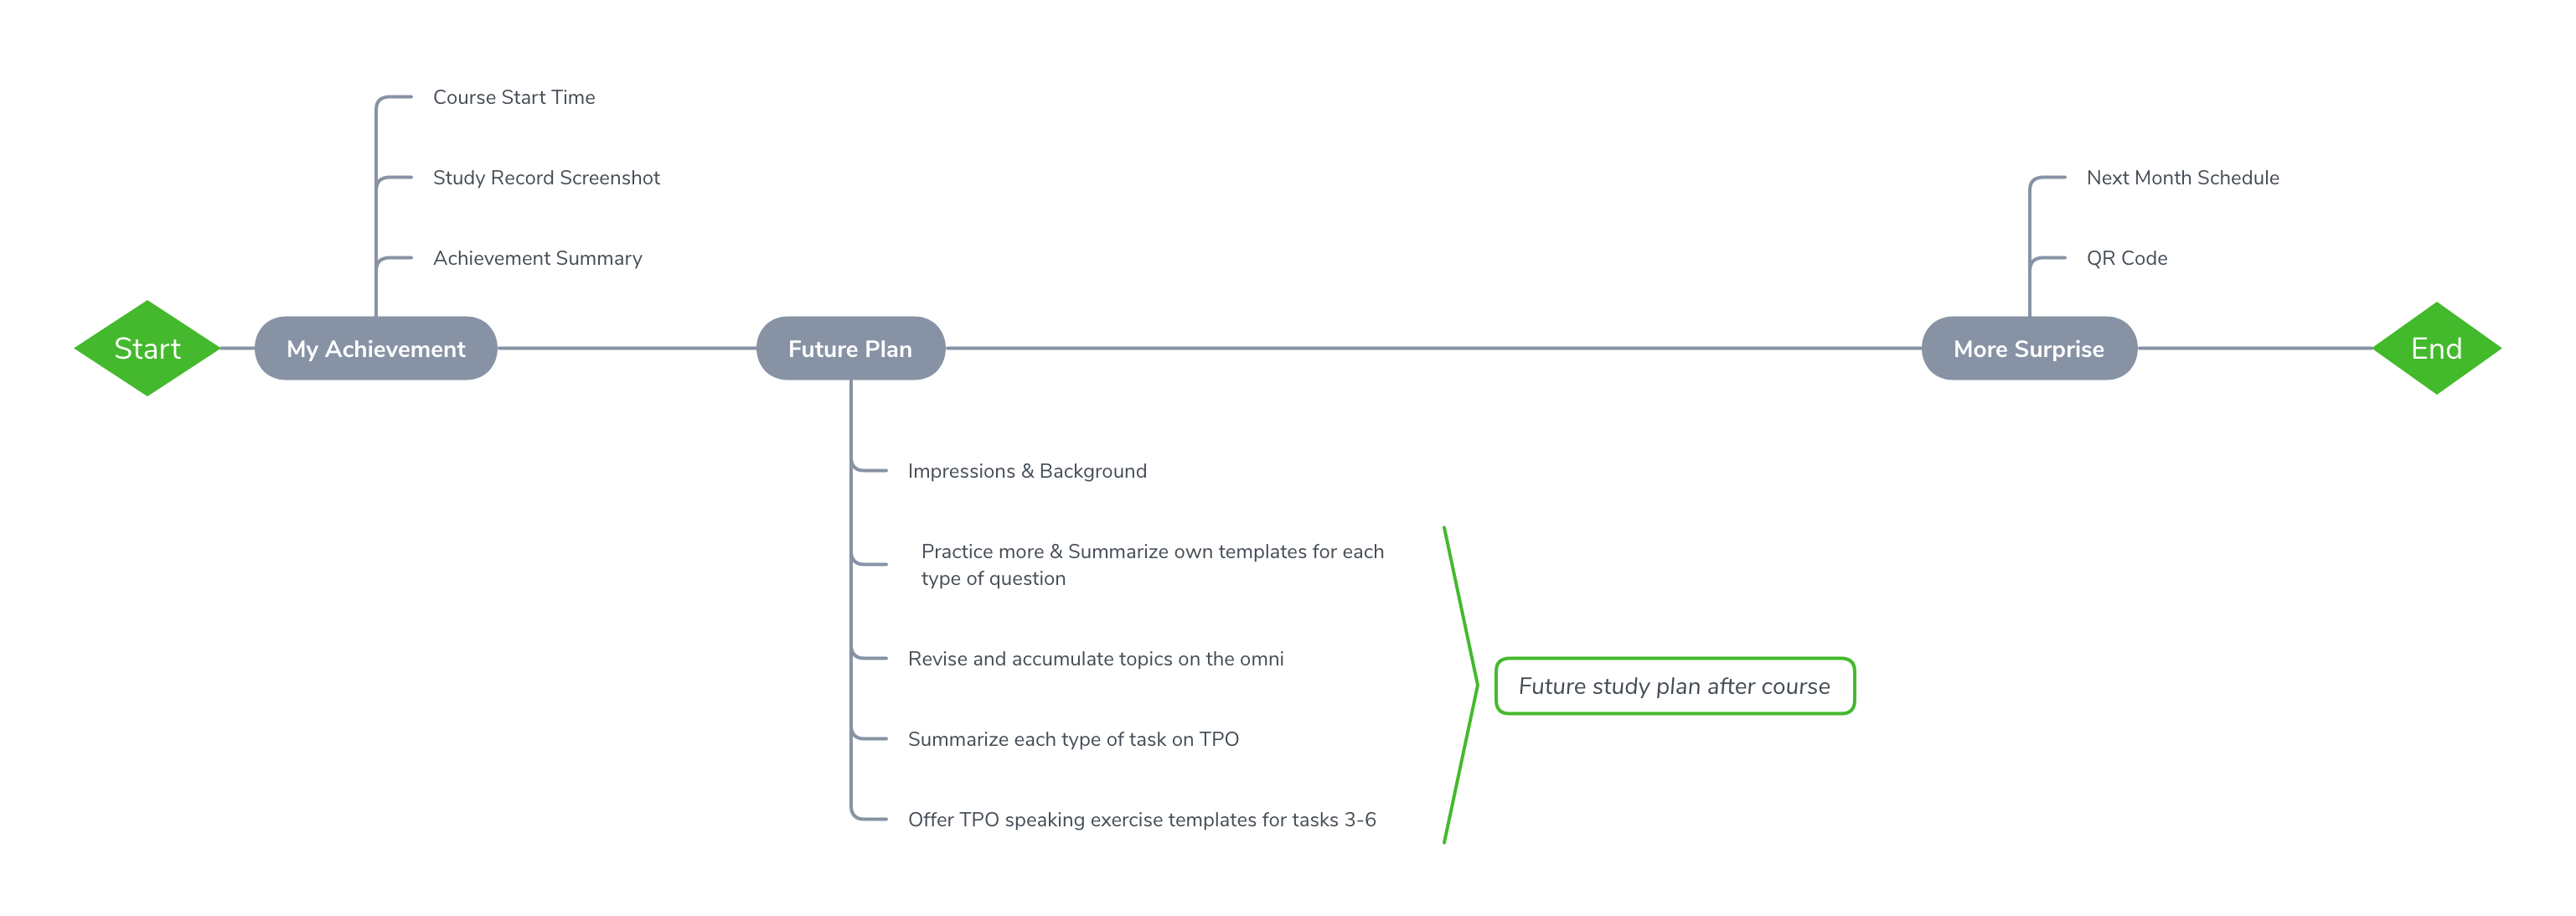 Course Start Time
Study Record Screenshot
Achievement Summary
Next Month Schedule
QR Code
Start
My Achievement
Future Plan
More Surprise
End
Impressions & Background
Practice more & Summarize own templates for each
type of question
Revise and accumulate topics on the omni
Summarize each type of task on TPO
Offer TPO speaking exercise templates for tasks 3-6
Future study plan after course